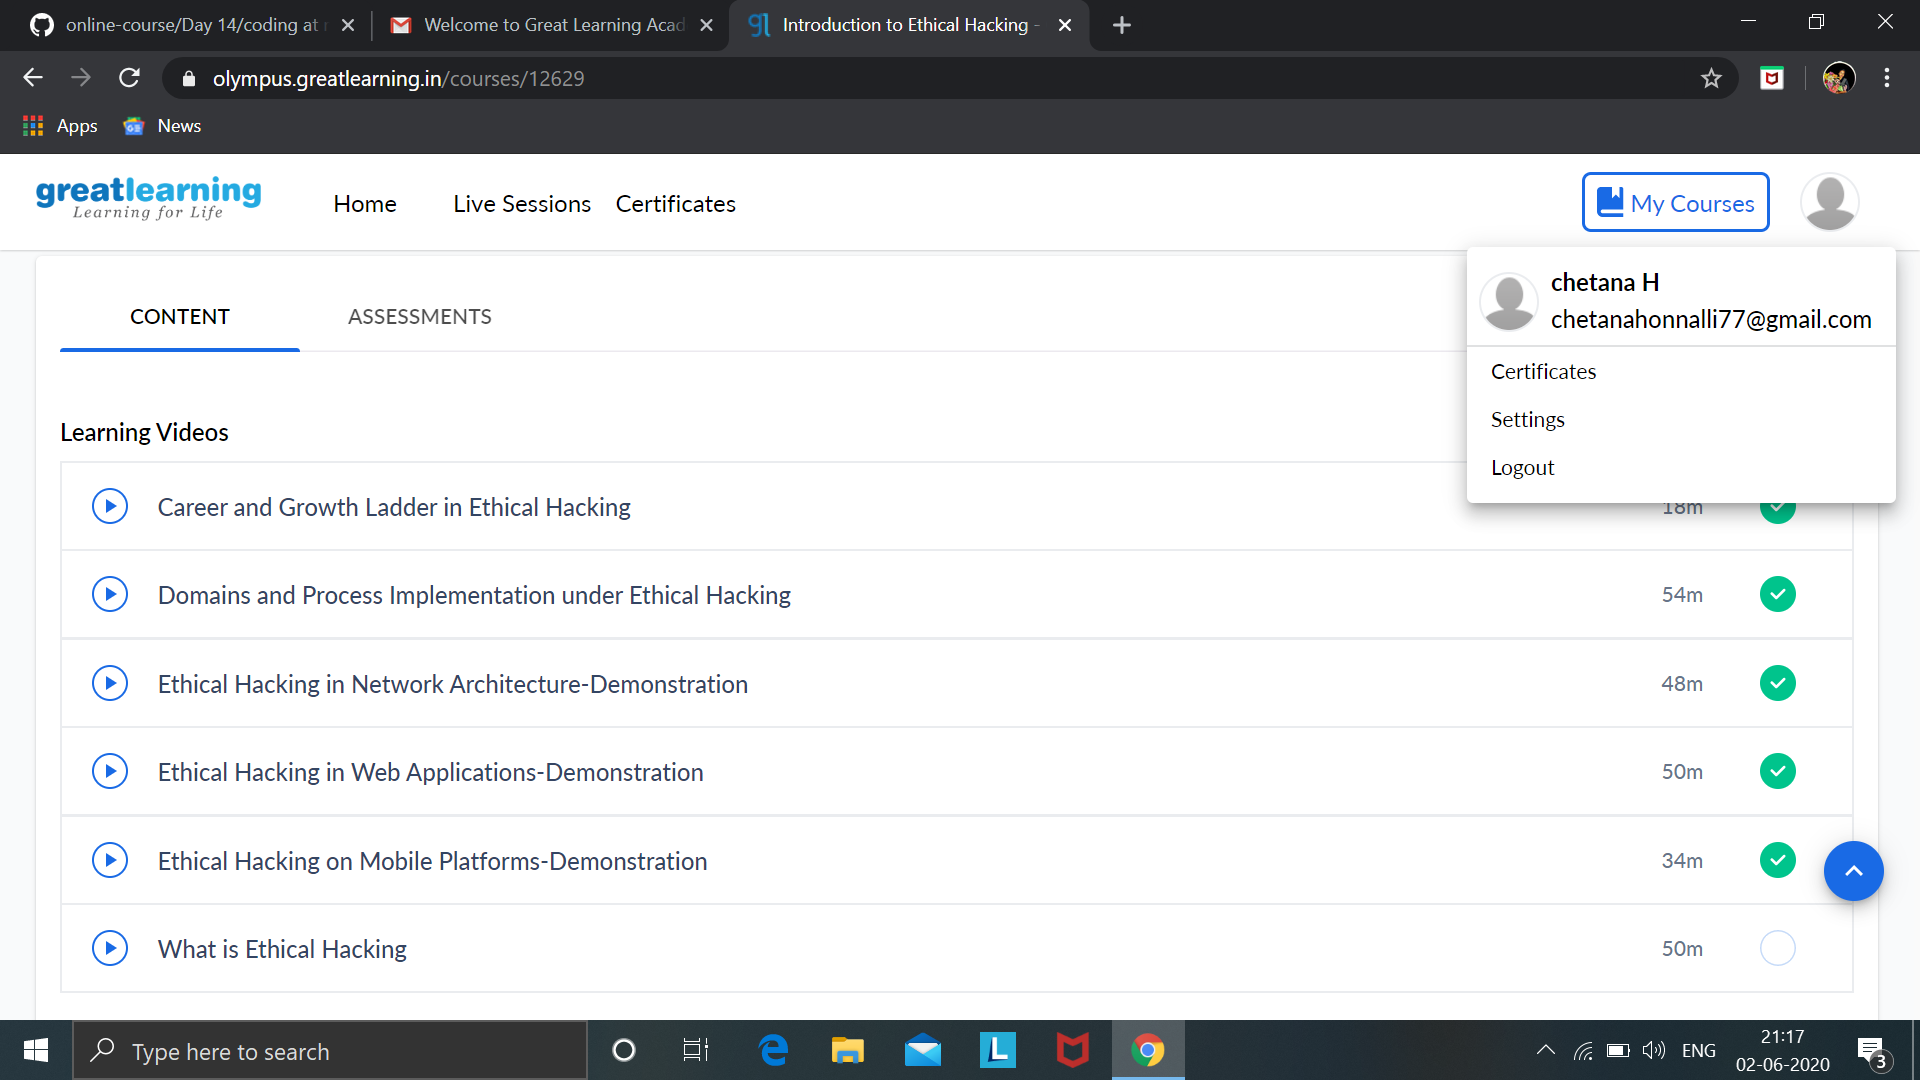 online-course/Day 14/coding at
Welcome to Great Learning Acad
Introduction to Ethical Hacking -
olympus.greatlearning.in/courses/12629
Apps
News
greatlearning
Learning for Life
Home
Live Sessions
Certificates
My Courses
chetana H
chetanahonnalli77@gmail.com
Certificates
Settings
Logout
CONTENT
ASSESSMENTS
Learning Videos
Career and Growth Ladder in Ethical Hacking
18m
Domains and Process Implementation under Ethical Hacking
54m
Ethical Hacking in Network Architecture-Demonstration
48m
Ethical Hacking in Web Applications-Demonstration
50m
Ethical Hacking on Mobile Platforms-Demonstration
34m
What is Ethical Hacking
50m
Type here to search
ENG
21:17
02-06-2020
3